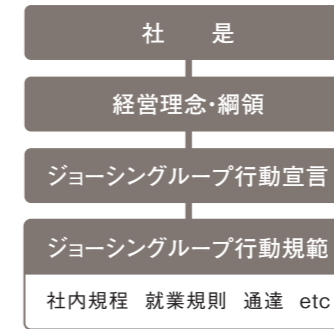 社　是
経営理念・綱領
ジョーシングループ行動宣言
ジョーシングループ行動規範
社内規程　就業規則　通達　etc